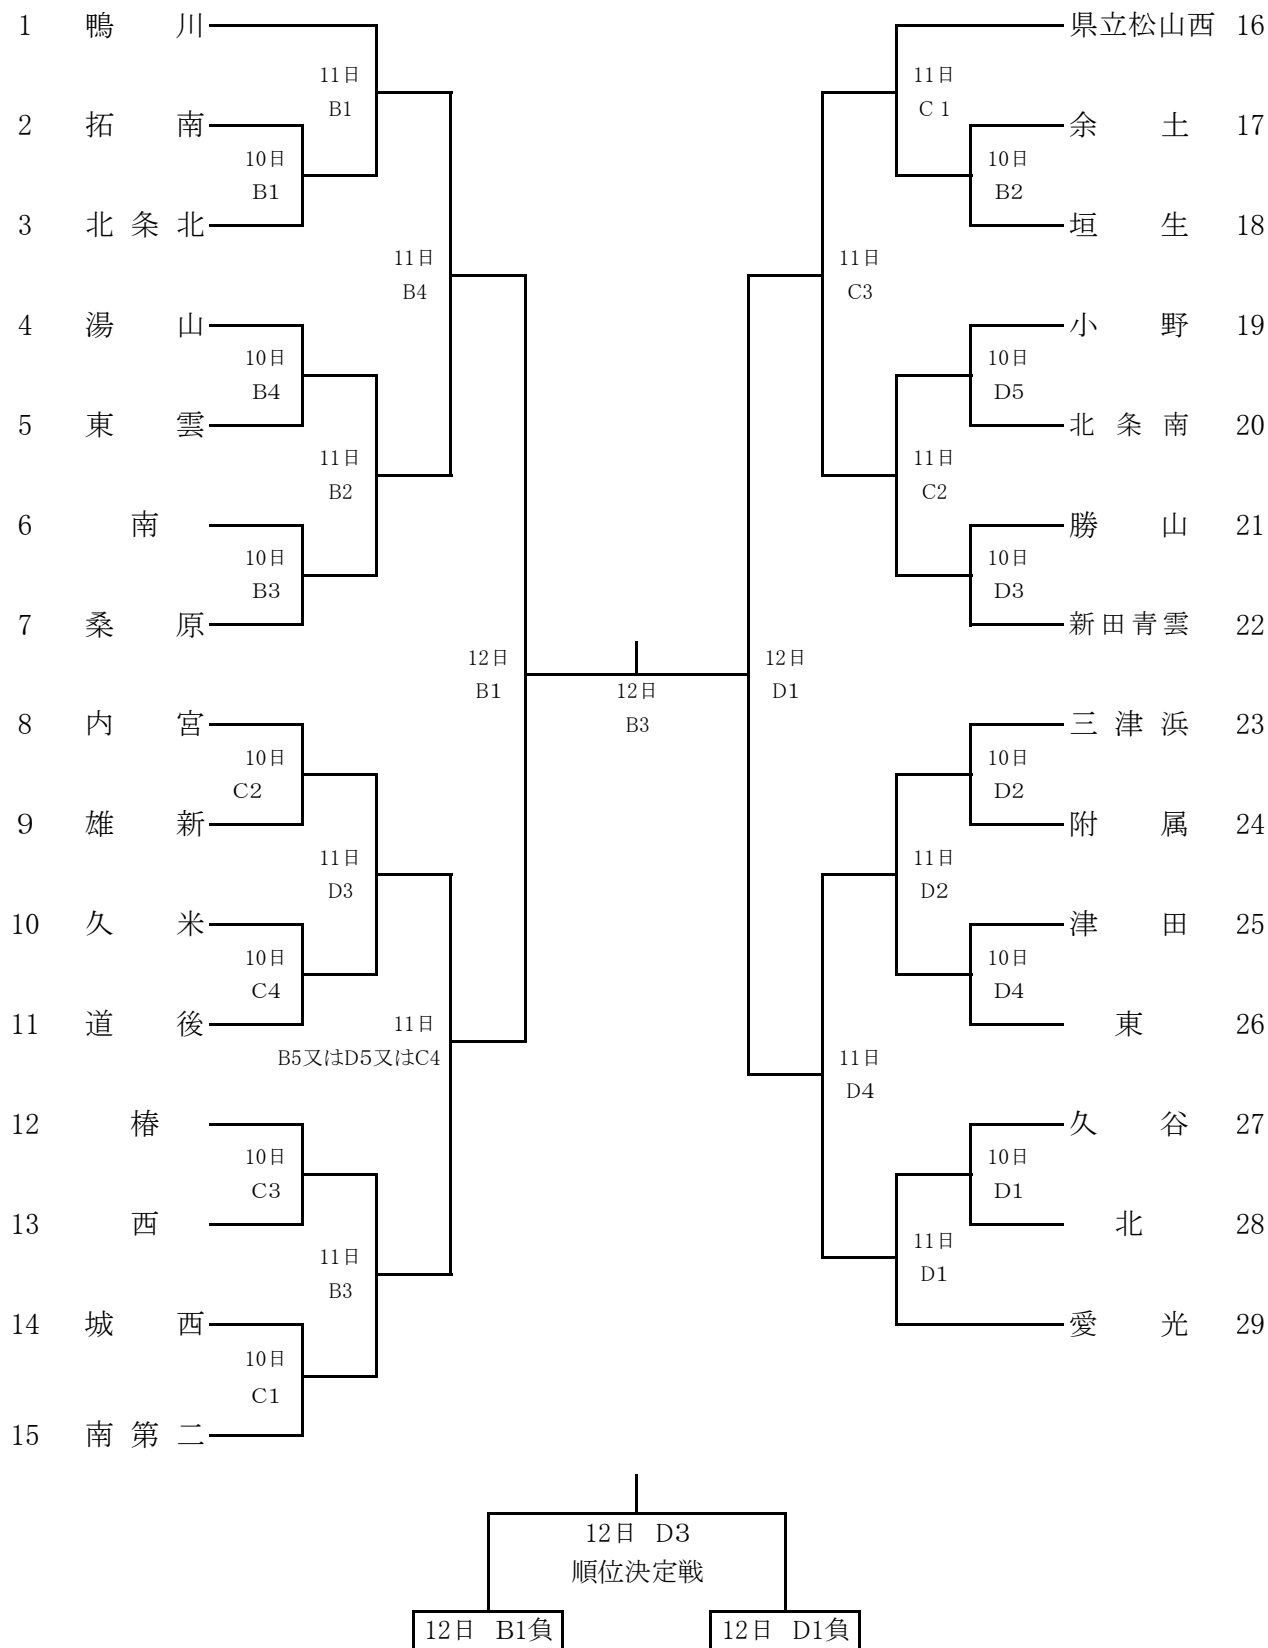 1 鴨川
11日
B1
2 拓南
10日
B1
3 北条北
11日
B4
4 湯山
10日
B4
5 東雲
11日
B2
6 南
10日
B3
7 桑原
12日
B1
8 内宮
10日
C2
9 雄新
11日
D3
10 久米
10日
C4
11 道後
11日
B5又はD5又はC4
12 椿
10日
C3
13 西
11日
B3
14 城西
10日
C1
15 南第二
12日
B3
県立松山西 16
11日
C1
余土 17
10日
B2
垣生 18
11日
C3
小野 19
10日
D5
北条南 20
11日
C2
勝山 21
10日
D3
新田青雲 22
12日
D1
三津浜 23
10日
D2
附属 24
11日
D2
津田 25
10日
D4
東 26
11日
D4
久谷 27
10日
D1
北 28
11日
D1
愛光 29
12日 D3
順位決定戦
12日 B1負
12日 D1負